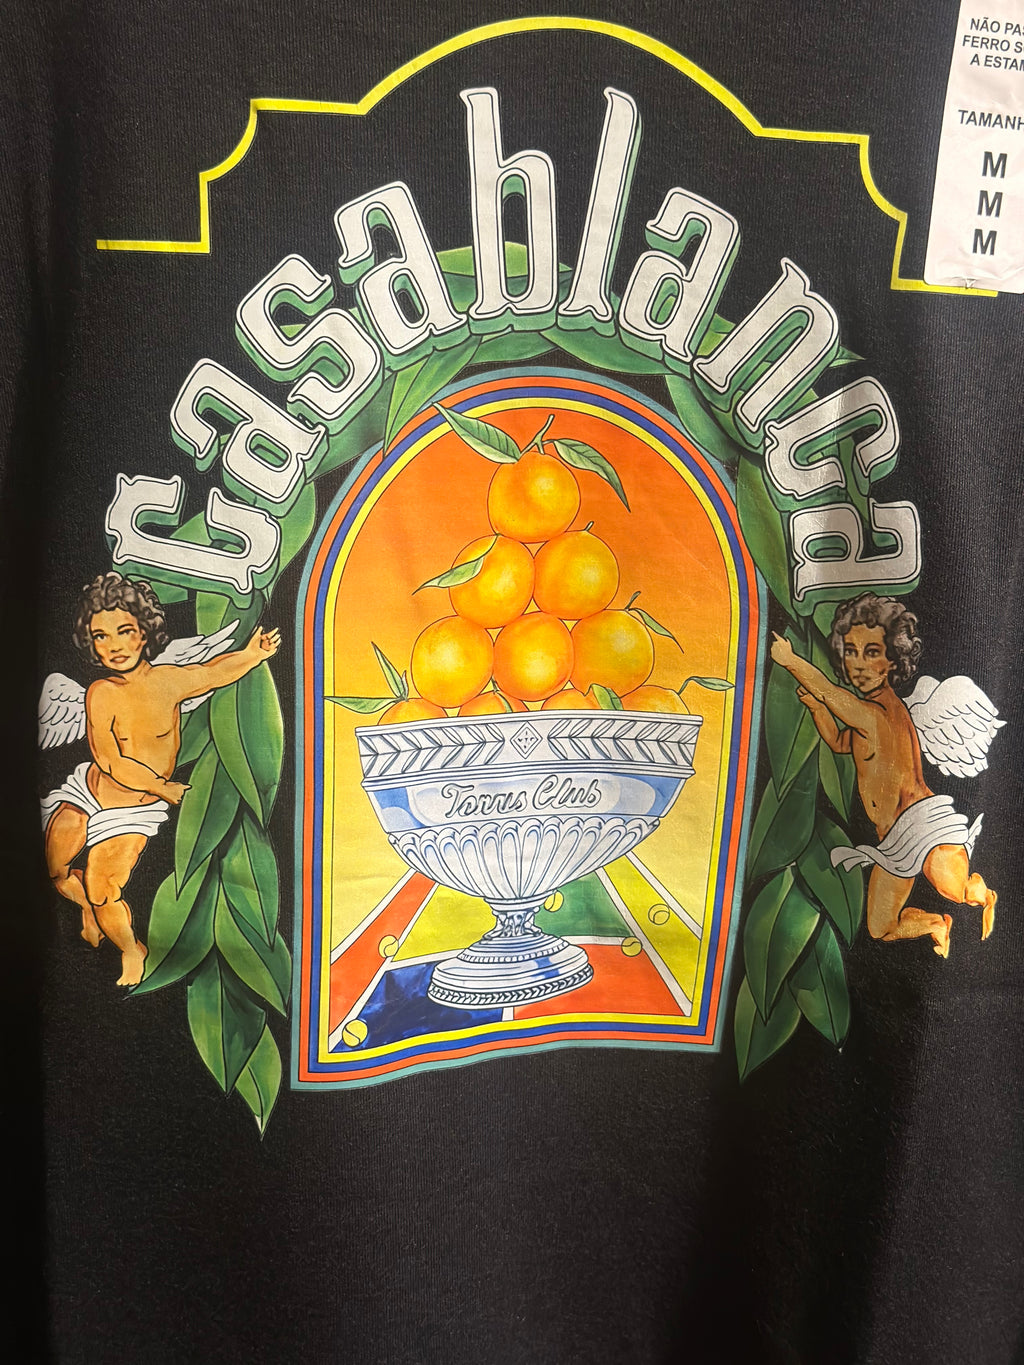 Casablanca
Tennis Club
NÃO PAS
FERRO S
A ESTAM
TAMANH
M
M
M